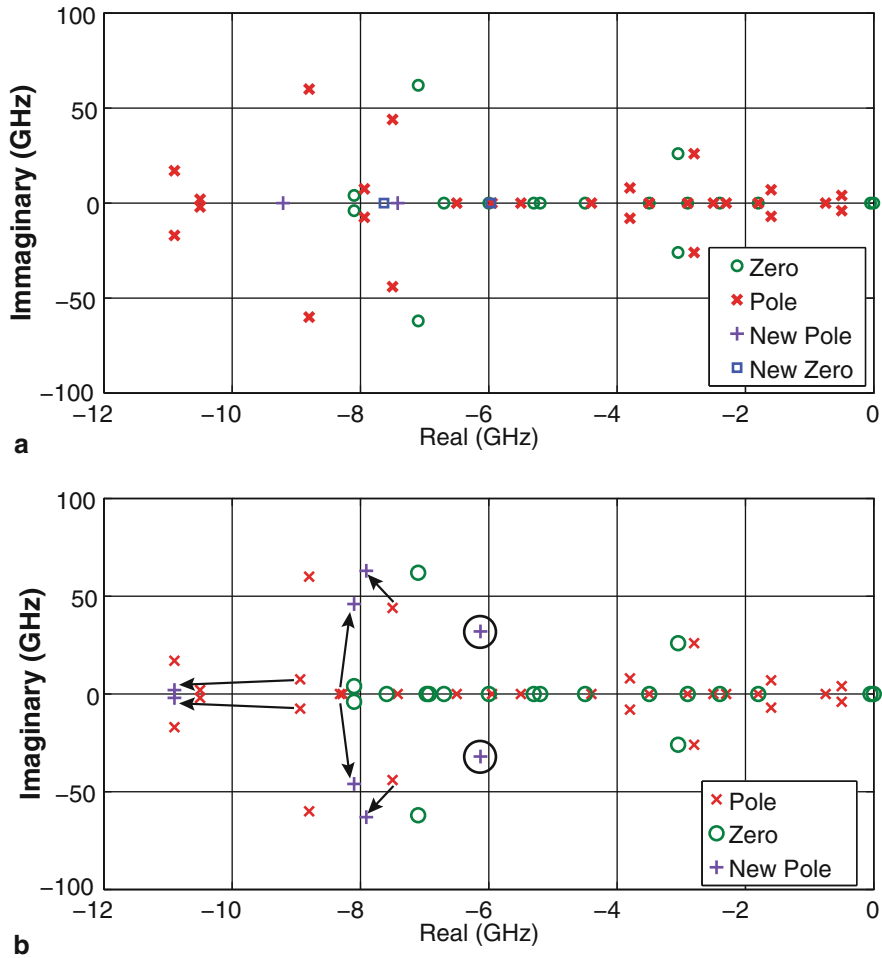 100
50
0
−50
−100
Immaginary (GHz)
Zero
Pole
New Pole
New Zero
−12 −10 −8 −6 −4 −2 0
Real (GHz)
a
100
50
0
−50
−100
Imaginary (GHz)
Pole
Zero
New Pole
−12 −10 −8 −6 −4 −2 0
Real (GHz)
b